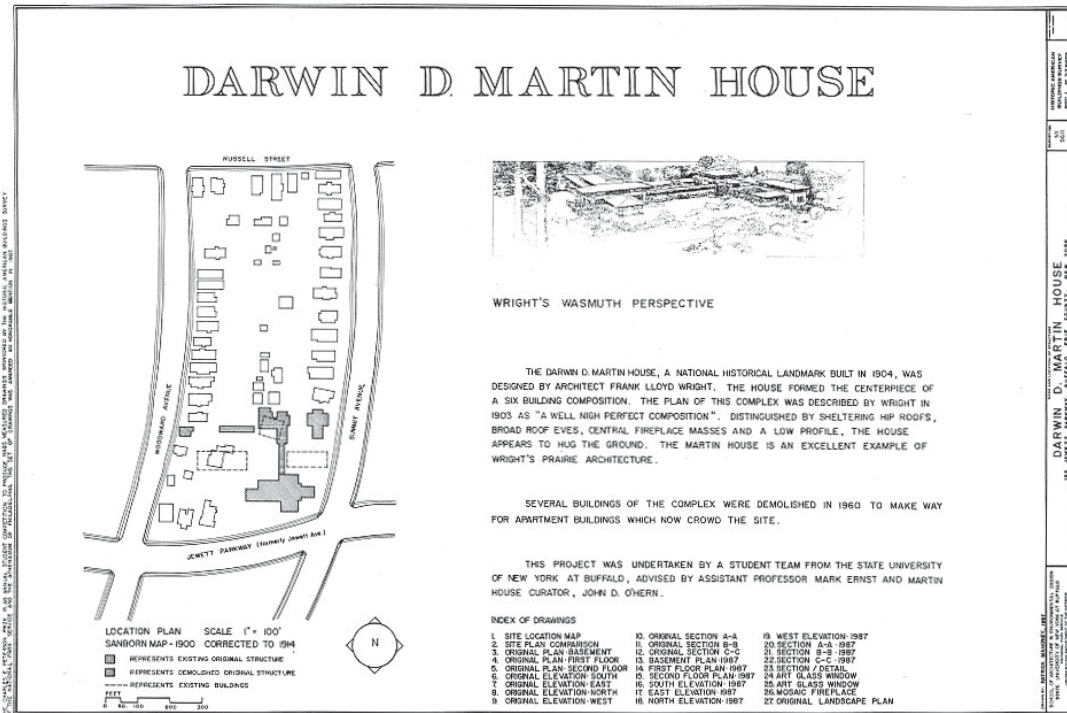 DARWIN D. MARTIN HOUSE
RUSSELL STREET
WOODWARD AVENUE
SUMMIT AVENUE
JEWETT PARKWAY (formerly Jewett Ave.)
LOCATION PLAN SCALE 1" = 100'
SANBORN MAP - 1900 CORRECTED TO 1914
REPRESENTS EXISTING ORIGINAL STRUCTURE
REPRESENTS DEMOLISHED ORIGINAL STRUCTURE
REPRESENTS EXISTING BUILDINGS
FEET
0 50 100 200 300
N
WRIGHT'S WASMUTH PERSPECTIVE
THE DARWIN D. MARTIN HOUSE, A NATIONAL HISTORICAL LANDMARK BUILT IN 1904, WAS
DESIGNED BY ARCHITECT FRANK LLOYD WRIGHT. THE HOUSE FORMED THE CENTERPIECE OF
A SIX BUILDING COMPOSITION. THE PLAN OF THIS COMPLEX WAS DESCRIBED BY WRIGHT IN
1903 AS "A WELL NIGH PERFECT COMPOSITION". DISTINGUISHED BY SHELTERING HIP ROOFS,
BROAD ROOF EVES, CENTRAL FIREPLACE MASSES AND A LOW PROFILE, THE HOUSE
APPEARS TO HUG THE GROUND. THE MARTIN HOUSE IS AN EXCELLENT EXAMPLE OF
WRIGHT'S PRAIRIE ARCHITECTURE.
SEVERAL BUILDINGS OF THE COMPLEX WERE DEMOLISHED IN 1960 TO MAKE WAY
FOR APARTMENT BUILDINGS WHICH NOW CROWD THE SITE.
THIS PROJECT WAS UNDERTAKEN BY A STUDENT TEAM FROM THE STATE UNIVERSITY
OF NEW YORK AT BUFFALO, ADVISED BY ASSISTANT PROFESSOR MARK ERNST AND MARTIN
HOUSE CURATOR, JOHN D. O'HERN.
INDEX OF DRAWINGS
1. SITE LOCATION MAP
2. SITE PLAN COMPARISON
3. ORIGINAL PLAN-BASEMENT
4. ORIGINAL PLAN-FIRST FLOOR
5. ORIGINAL PLAN-SECOND FLOOR
6. ORIGINAL ELEVATION-SOUTH
7. ORIGINAL ELEVATION-EAST
8. ORIGINAL ELEVATION-NORTH
9. ORIGINAL ELEVATION-WEST
10. ORIGINAL SECTION A-A
11. ORIGINAL SECTION B-B
12. ORIGINAL SECTION C-C
13. BASEMENT PLAN-1987
14. FIRST FLOOR PLAN-1987
15. SECOND FLOOR PLAN-1987
16. SOUTH ELEVATION-1987
17. EAST ELEVATION-1987
18. NORTH ELEVATION-1987
19. WEST ELEVATION-1987
20. SECTION A-A-1987
21. SECTION B-B-1987
22. SECTION C-C-1987
23. SECTION / DETAIL
24. ART GLASS WINDOW
25. ART GLASS WINDOW
26. MOSAIC FIREPLACE
27. ORIGINAL LANDSCAPE PLAN
HISTORIC AMERICAN
BUILDINGS SURVEY
DARWIN D. MARTIN HOUSE